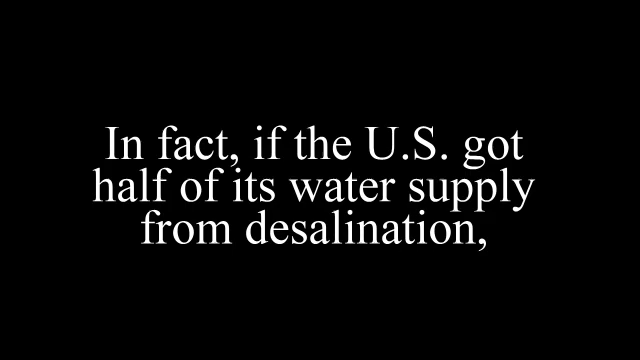 In fact, if the U.S. got
half of its water supply
from desalination,